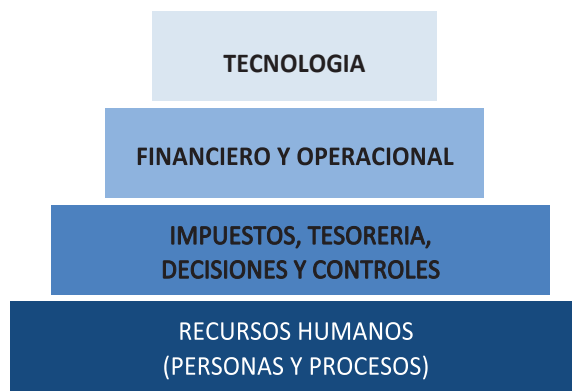 TECNOLOGIA
FINANCIERO Y OPERACIONAL
IMPUESTOS, TESORERIA,
DECISIONES Y CONTROLES
RECURSOS HUMANOS
(PERSONAS Y PROCESOS)